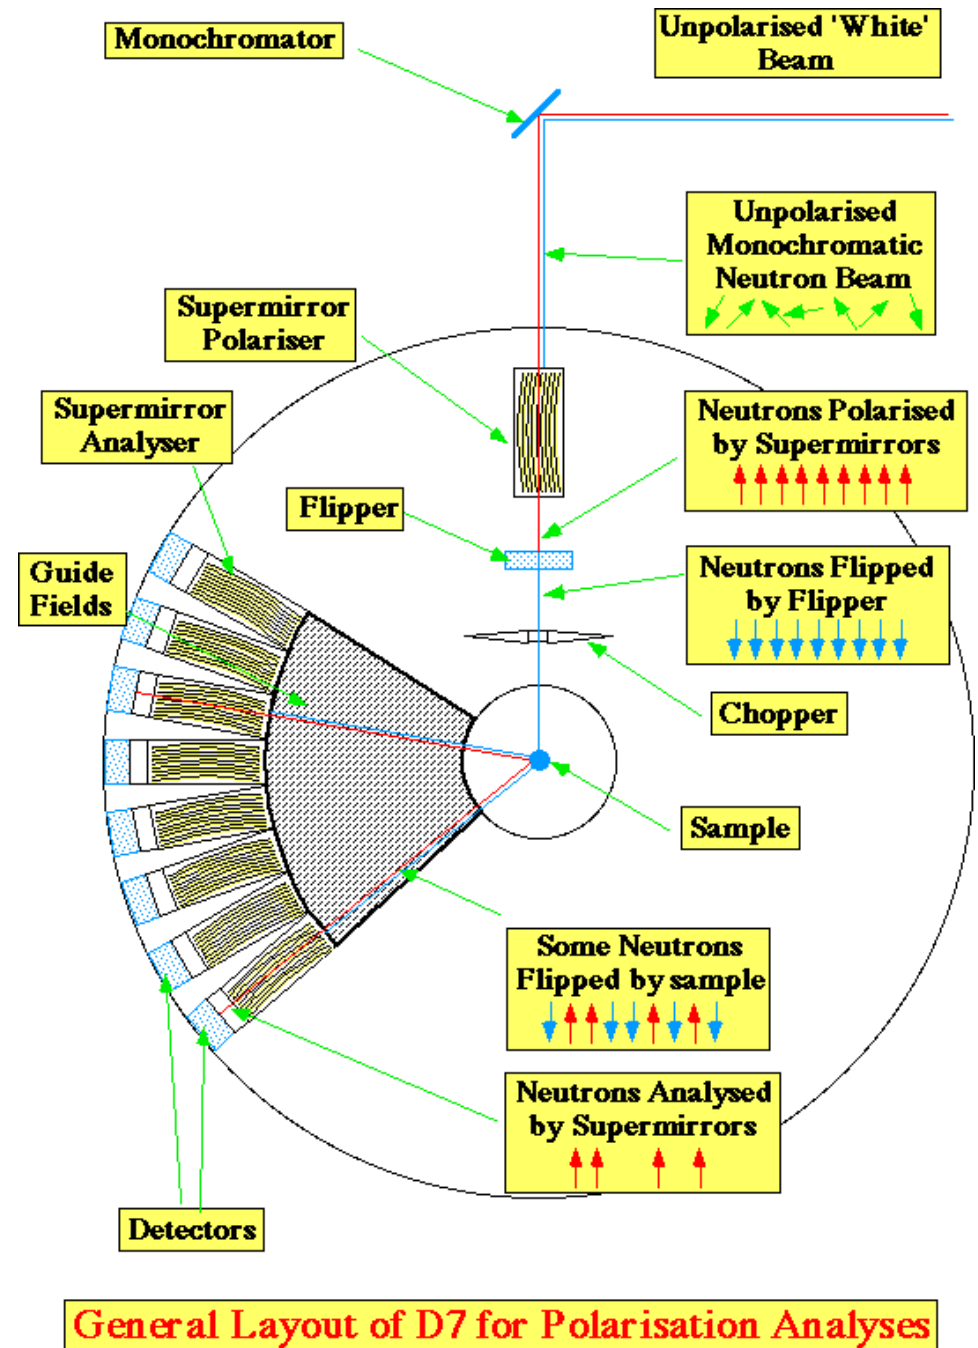 Monochromator
Unpolarised 'White'
Beam
Unpolarised
Monochromatic
Neutron Beam
Supermirror
Polariser
Supermirror
Analyser
Neutrons Polarised
by Supermirrors
Flipper
Guide
Fields
Neutrons Flipped
by Flipper
Chopper
Sample
Some Neutrons
Flipped by sample
Neutrons Analysed
by Supermirrors
Detectors
General Layout of D7 for Polarisation Analyses